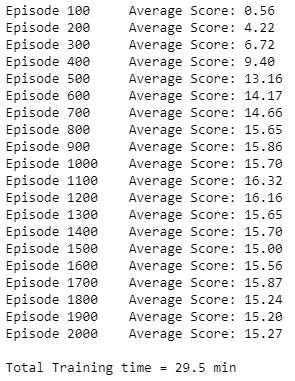 Episode 100 Average Score: 0.56
Episode 200 Average Score: 4.22
Episode 300 Average Score: 6.72
Episode 400 Average Score: 9.40
Episode 500 Average Score: 13.16
Episode 600 Average Score: 14.17
Episode 700 Average Score: 14.66
Episode 800 Average Score: 15.65
Episode 900 Average Score: 15.86
Episode 1000 Average Score: 15.70
Episode 1100 Average Score: 16.32
Episode 1200 Average Score: 16.16
Episode 1300 Average Score: 15.65
Episode 1400 Average Score: 15.70
Episode 1500 Average Score: 15.00
Episode 1600 Average Score: 15.56
Episode 1700 Average Score: 15.87
Episode 1800 Average Score: 15.24
Episode 1900 Average Score: 15.20
Episode 2000 Average Score: 15.27
Total Training time = 29.5 min